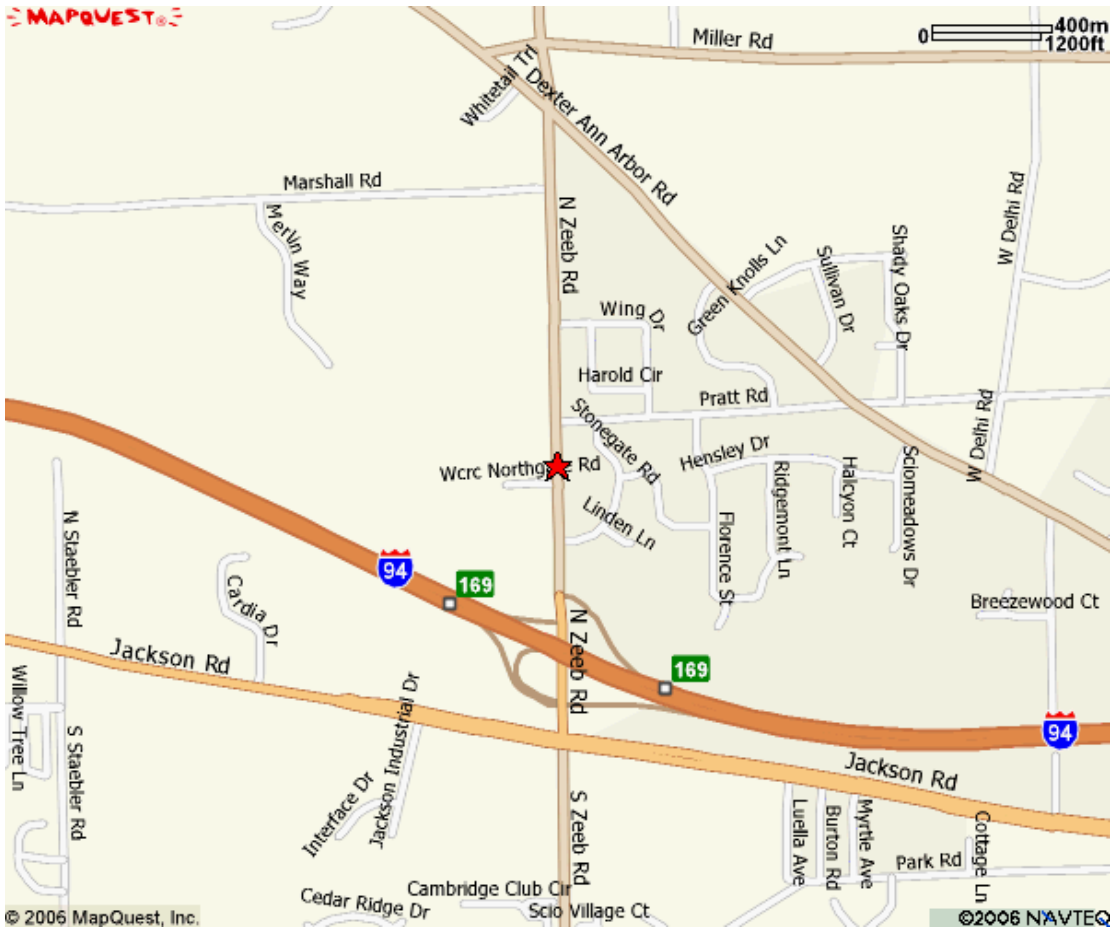 MAPQUEST®
0 400m
1200ft
Miller Rd
Whitetail Trl
Dexter Ann Arbor Rd
Marshall Rd
Merlin Way
N Zeeb Rd
W Delhi Rd
Green Knolls Ln
Sullivan Dr
Shady Oaks Dr
Wing Dr
Harold Cir
Pratt Rd
W Delhi Rd
Stonegate Rd
Hensley Dr
Wcrc Rd
Linden Ln
Ridgemont Ln
Halcyon Ct
Sciomeadows Dr
Florence St
N Staebler Rd
94
169
Cardia Dr
Breezewood Ct
N Zeeb Rd
Jackson Rd
169
94
Willow Tree Ln
S Staebler Rd
Interface Dr
Jackson Industrial Dr
Jackson Rd
S Zeeb Rd
Luella Ave
Burton Rd
Myrtle Ave
Cottage Ln
Park Rd
Cambridge Club Cir
Cedar Ridge Dr
Scio Village Ct
© 2006 MapQuest, Inc.
©2006 NAVTEQ